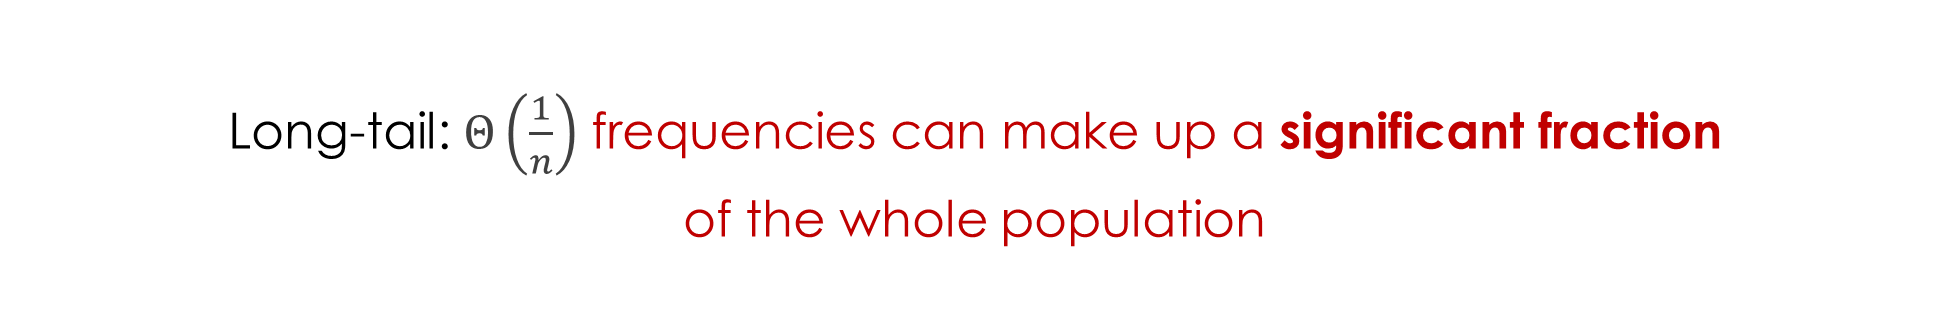 Long-tail: Θ(1/n) frequencies can make up a significant fraction
of the whole population